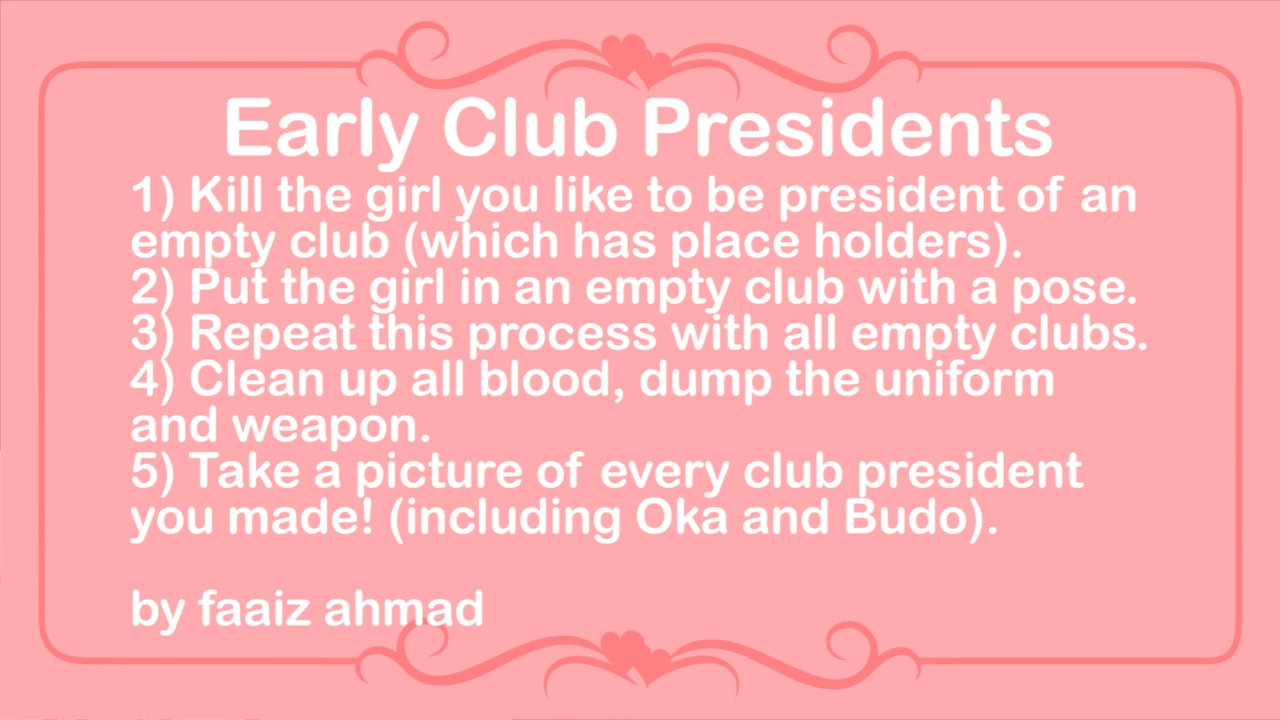 Early Club Presidents
1) Kill the girl you like to be president of an
empty club (which has place holders).
2) Put the girl in an empty club with a pose.
3) Repeat this process with all empty clubs.
4) Clean up all blood, dump the uniform
and weapon.
5) Take a picture of every club president
you made! (including Oka and Budo).
by faaiz ahmad